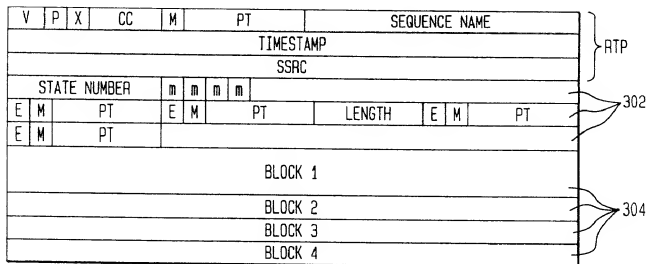 V P X CC M PT SEQUENCE NAME
TIMESTAMP
RTP
SSRC
STATE NUMBER m m m m
302
E M PT E M PT LENGTH E M PT
E M PT
BLOCK 1
BLOCK 2
304
BLOCK 3
BLOCK 4